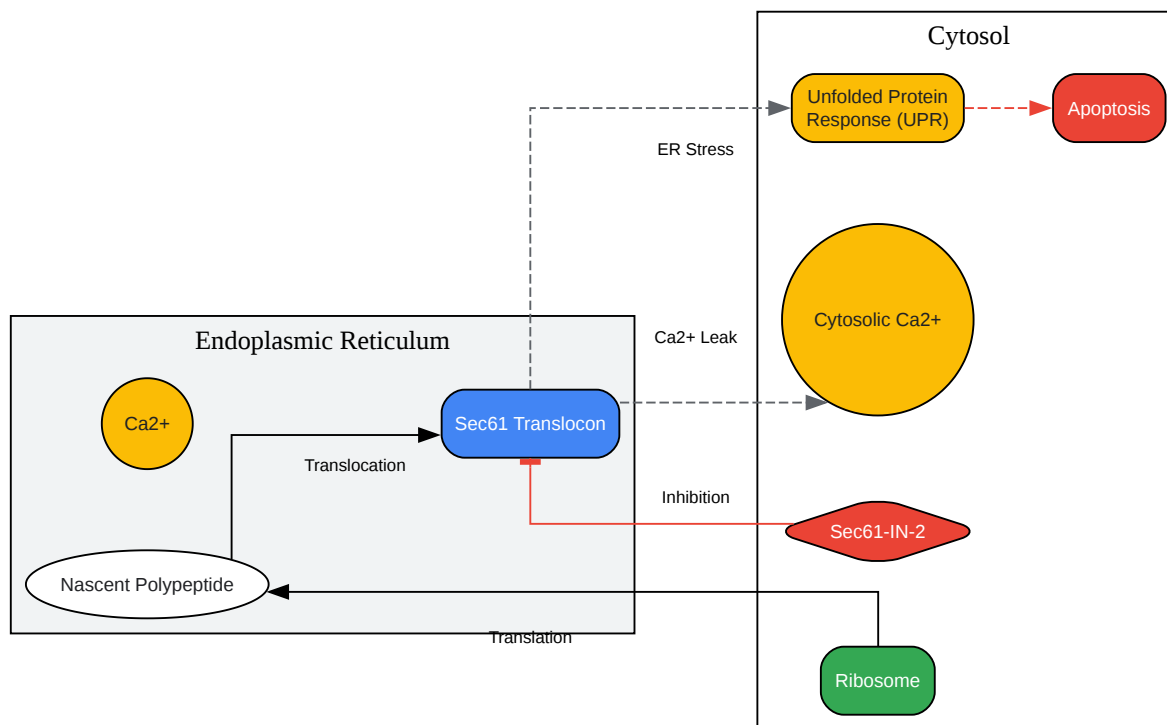 Cytosol
Unfolded Protein
Response (UPR)
Apoptosis
ER Stress
Cytosolic Ca2+
Endoplasmic Reticulum
Ca2+ Leak
Ca2+
Sec61 Translocon
Translocation
Inhibition
Sec61-IN-2
Nascent Polypeptide
Translation
Ribosome